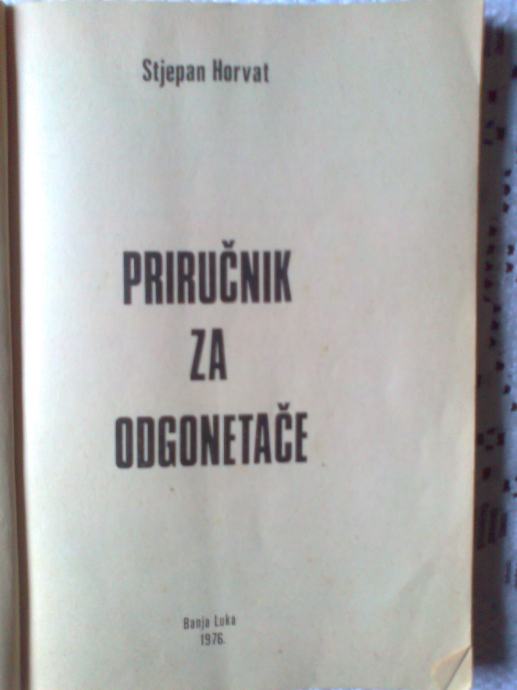 Stjepan Horvat
PRIRUČNIK
ZA
ODGONETAČE
Banja Luka
1976.